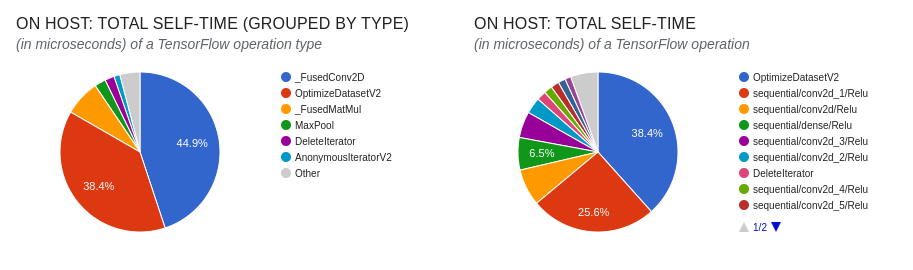 ON HOST: TOTAL SELF-TIME (GROUPED BY TYPE)
(in microseconds) of a TensorFlow operation type
44.9%
38.4%
_FusedConv2D
OptimizeDatasetV2
_FusedMatMul
MaxPool
DeleteIterator
AnonymousIteratorV2
Other
ON HOST: TOTAL SELF-TIME
(in microseconds) of a TensorFlow operation
38.4%
6.5%
25.6%
OptimizeDatasetV2
sequential/conv2d_1/Relu
sequential/conv2d/Relu
sequential/dense/Relu
sequential/conv2d_3/Relu
sequential/conv2d_2/Relu
DeleteIterator
sequential/conv2d_4/Relu
sequential/conv2d_5/Relu
1/2